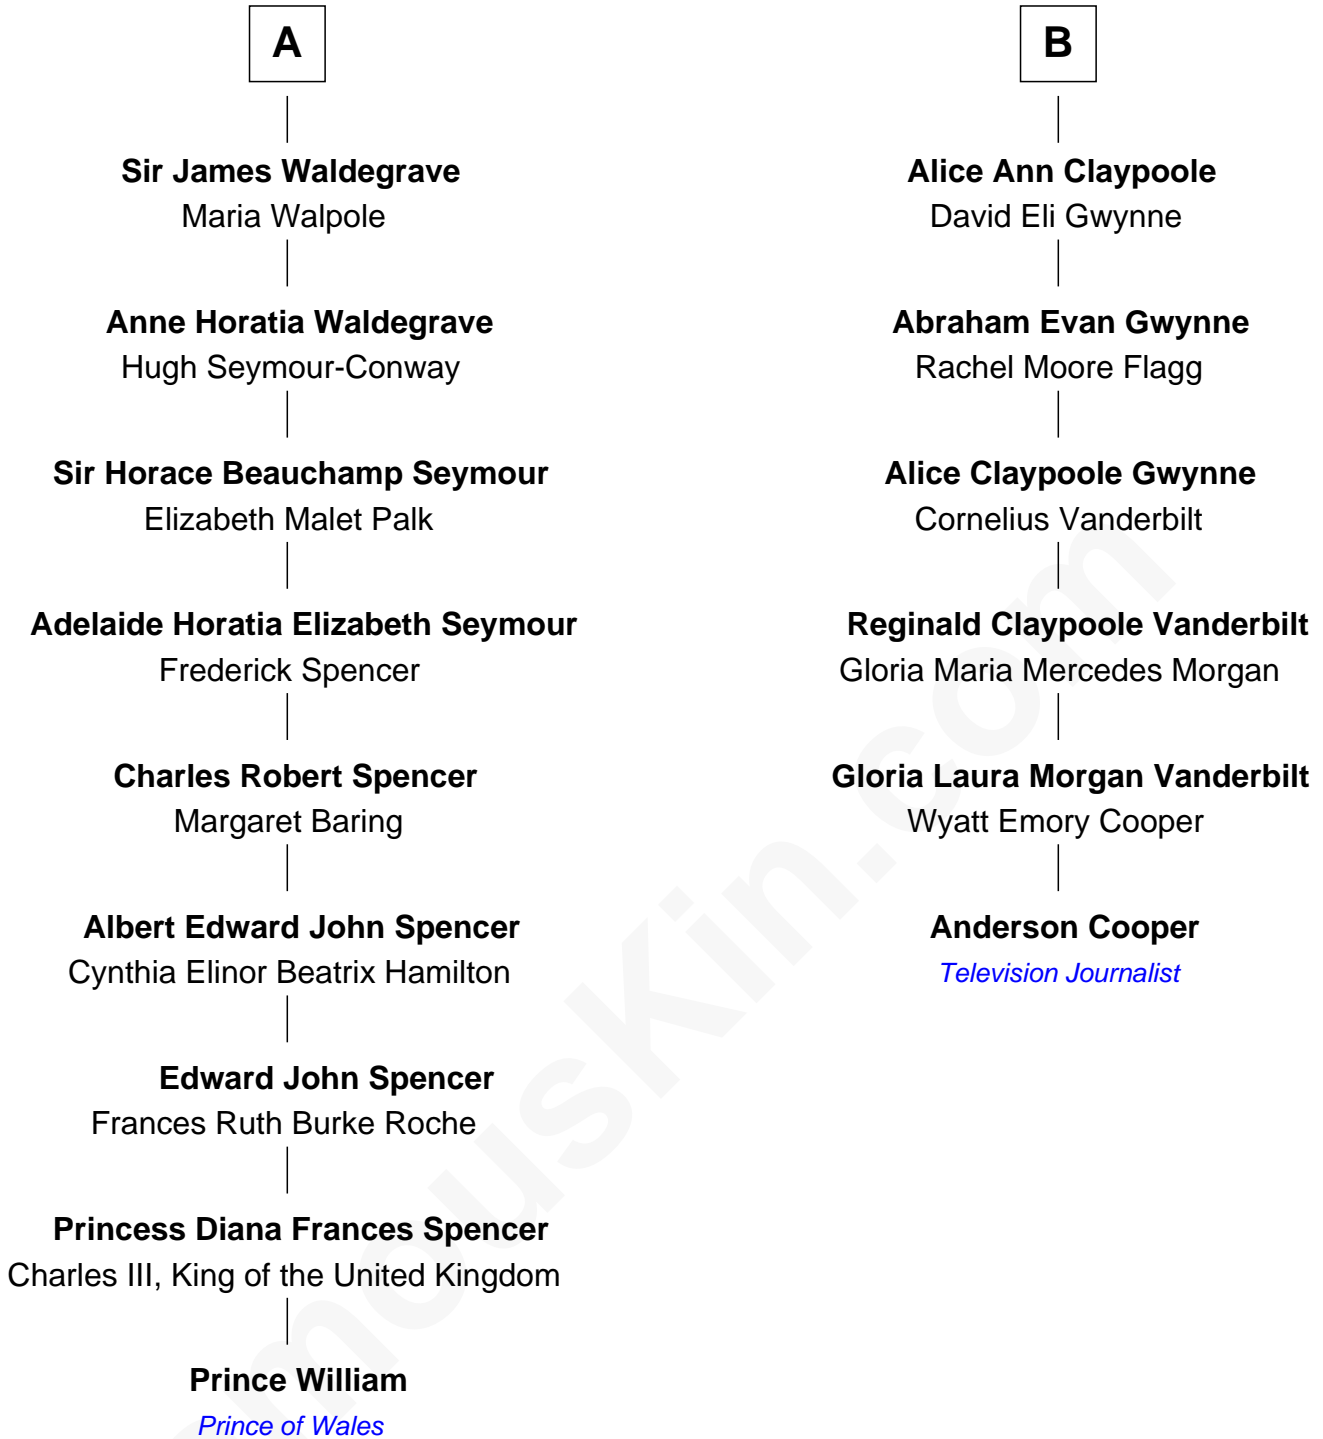 A
Sir James Waldegrave
Maria Walpole
Anne Horatia Waldegrave
Hugh Seymour-Conway
Sir Horace Beauchamp Seymour
Elizabeth Malet Palk
Adelaide Horatia Elizabeth Seymour
Frederick Spencer
Charles Robert Spencer
Margaret Baring
Albert Edward John Spencer
Cynthia Elinor Beatrix Hamilton
Edward John Spencer
Frances Ruth Burke Roche
Princess Diana Frances Spencer
Charles III, King of the United Kingdom
Prince William
Prince of Wales
B
Alice Ann Claypoole
David Eli Gwynne
Abraham Evan Gwynne
Rachel Moore Flagg
Alice Claypoole Gwynne
Cornelius Vanderbilt
Reginald Claypoole Vanderbilt
Gloria Maria Mercedes Morgan
Gloria Laura Morgan Vanderbilt
Wyatt Emory Cooper
Anderson Cooper
Television Journalist
mousKin.com